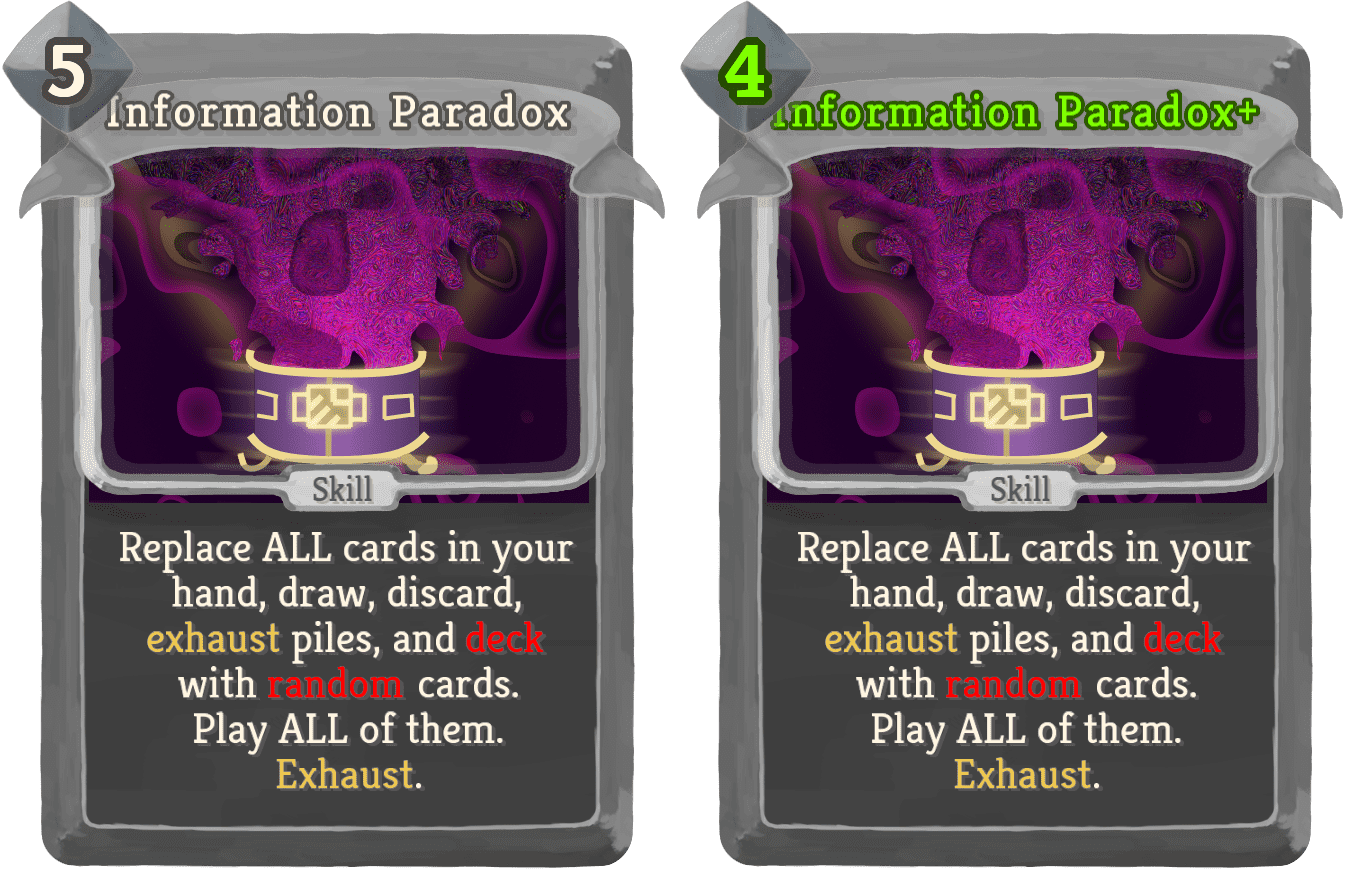 5
Information Paradox
Skill
Replace ALL cards in your
hand, draw, discard,
exhaust piles, and deck
with random cards.
Play ALL of them.
Exhaust.
4
Information Paradox+
Skill
Replace ALL cards in your
hand, draw, discard,
exhaust piles, and deck
with random cards.
Play ALL of them.
Exhaust.